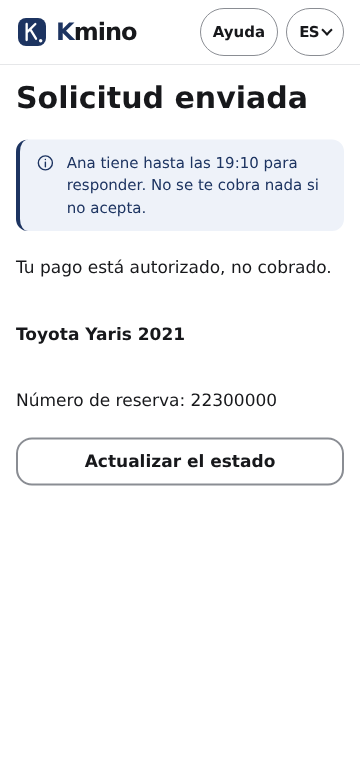 K. Kmino
Ayuda
ES
Solicitud enviada
Ana tiene hasta las 19:10 para
responder. No se te cobra nada si
no acepta.
Tu pago está autorizado, no cobrado.
Toyota Yaris 2021
Número de reserva: 22300000
Actualizar el estado